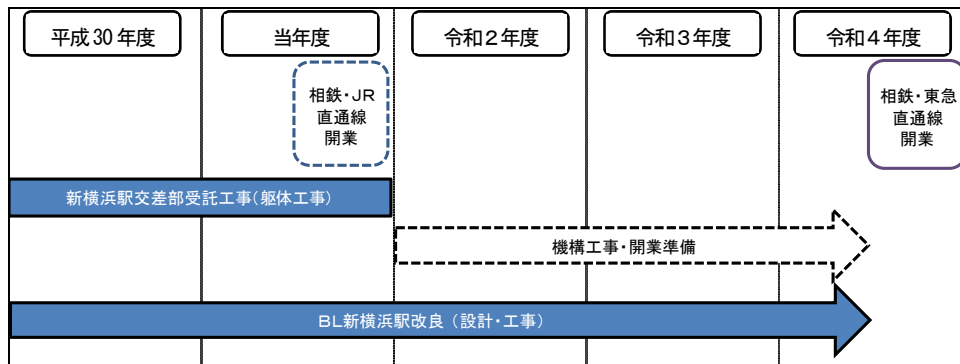 平成30年度
当年度
令和2年度
令和3年度
令和4年度
相鉄・JR
直通線
開業
相鉄・東急
直通線
開業
新横浜駅交差部受託工事(躯体工事)
機構工事・開業準備
BL新横浜駅改良(設計・工事)